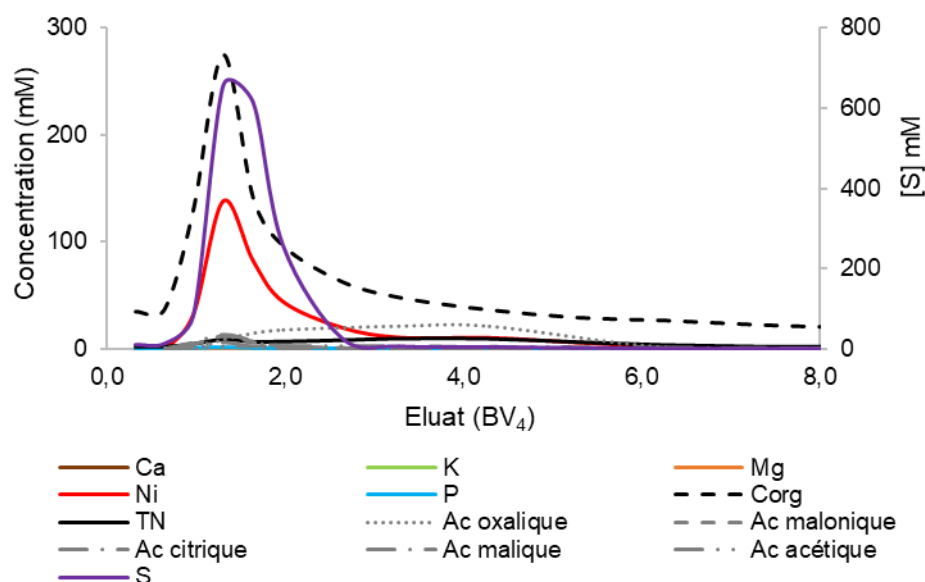 300
200
100
0
Concentration (mM)
800
600
400
200
0
[S] mM
0,0 2,0 4,0 6,0 8,0
Eluat (BV₄)
Ca K Mg
Ni P Corg
TN Ac oxalique Ac malonique
Ac citrique Ac malique Ac acétique
S